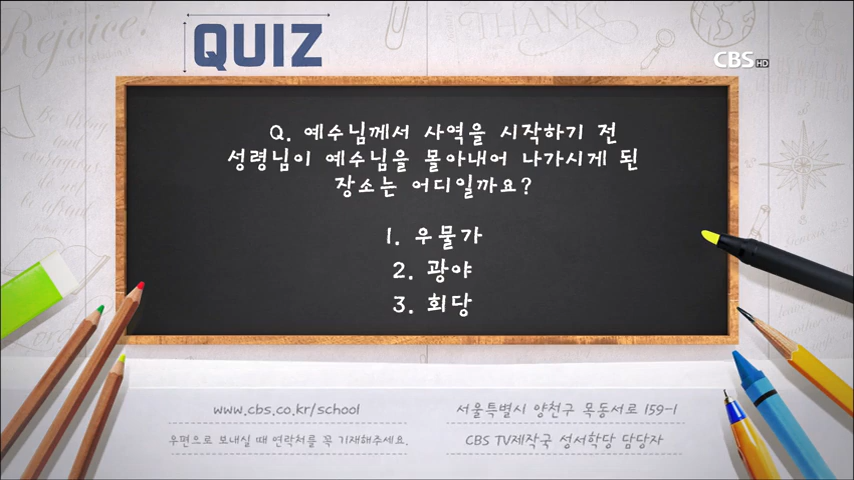 QUIZ
CBS HD
Rejoice!
Q. 예수님께서 사역을 시작하기 전
성령님이 예수님을 몰아내어 나가시게 된
장소는 어디일까요?
1. 우물가
2. 광야
3. 회당
www.cbs.co.kr/school
우편으로 보내실 때 연락처를 꼭 기재해주세요.
서울특별시 양천구 목동서로 159-1
CBS TV제작국 성서학당 담당자